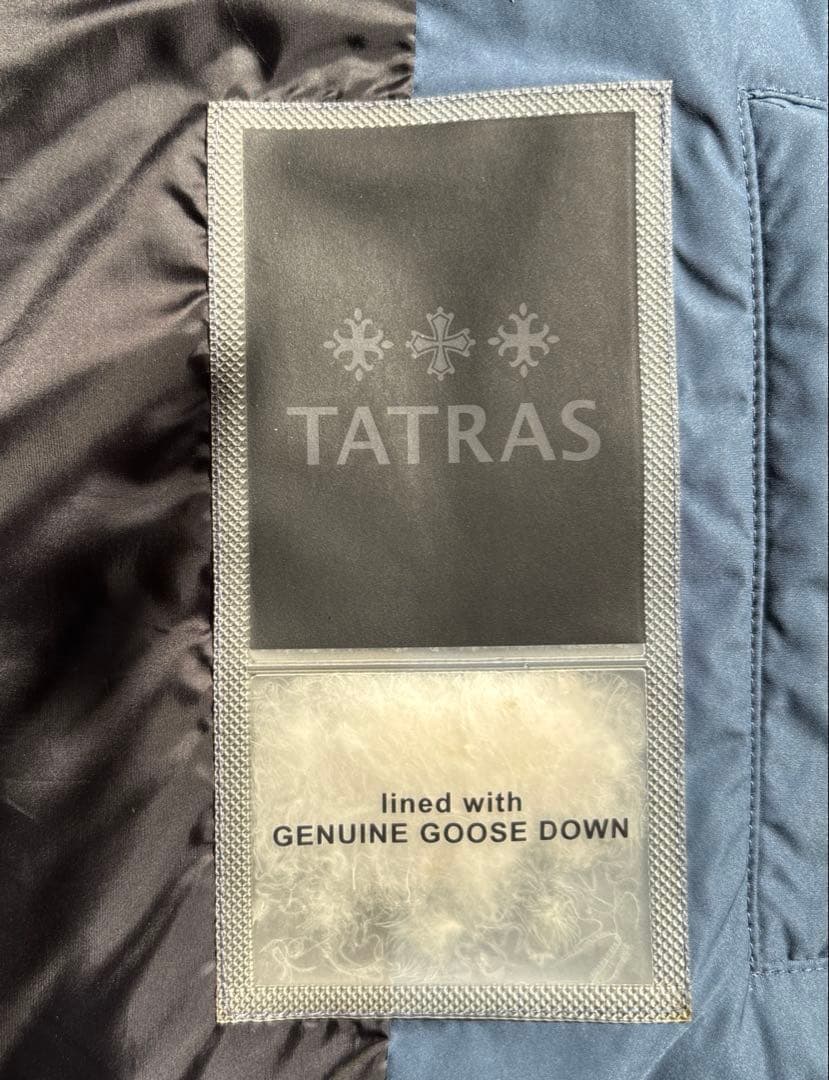 TATRAS
lined with
GENUINE GOOSE DOWN